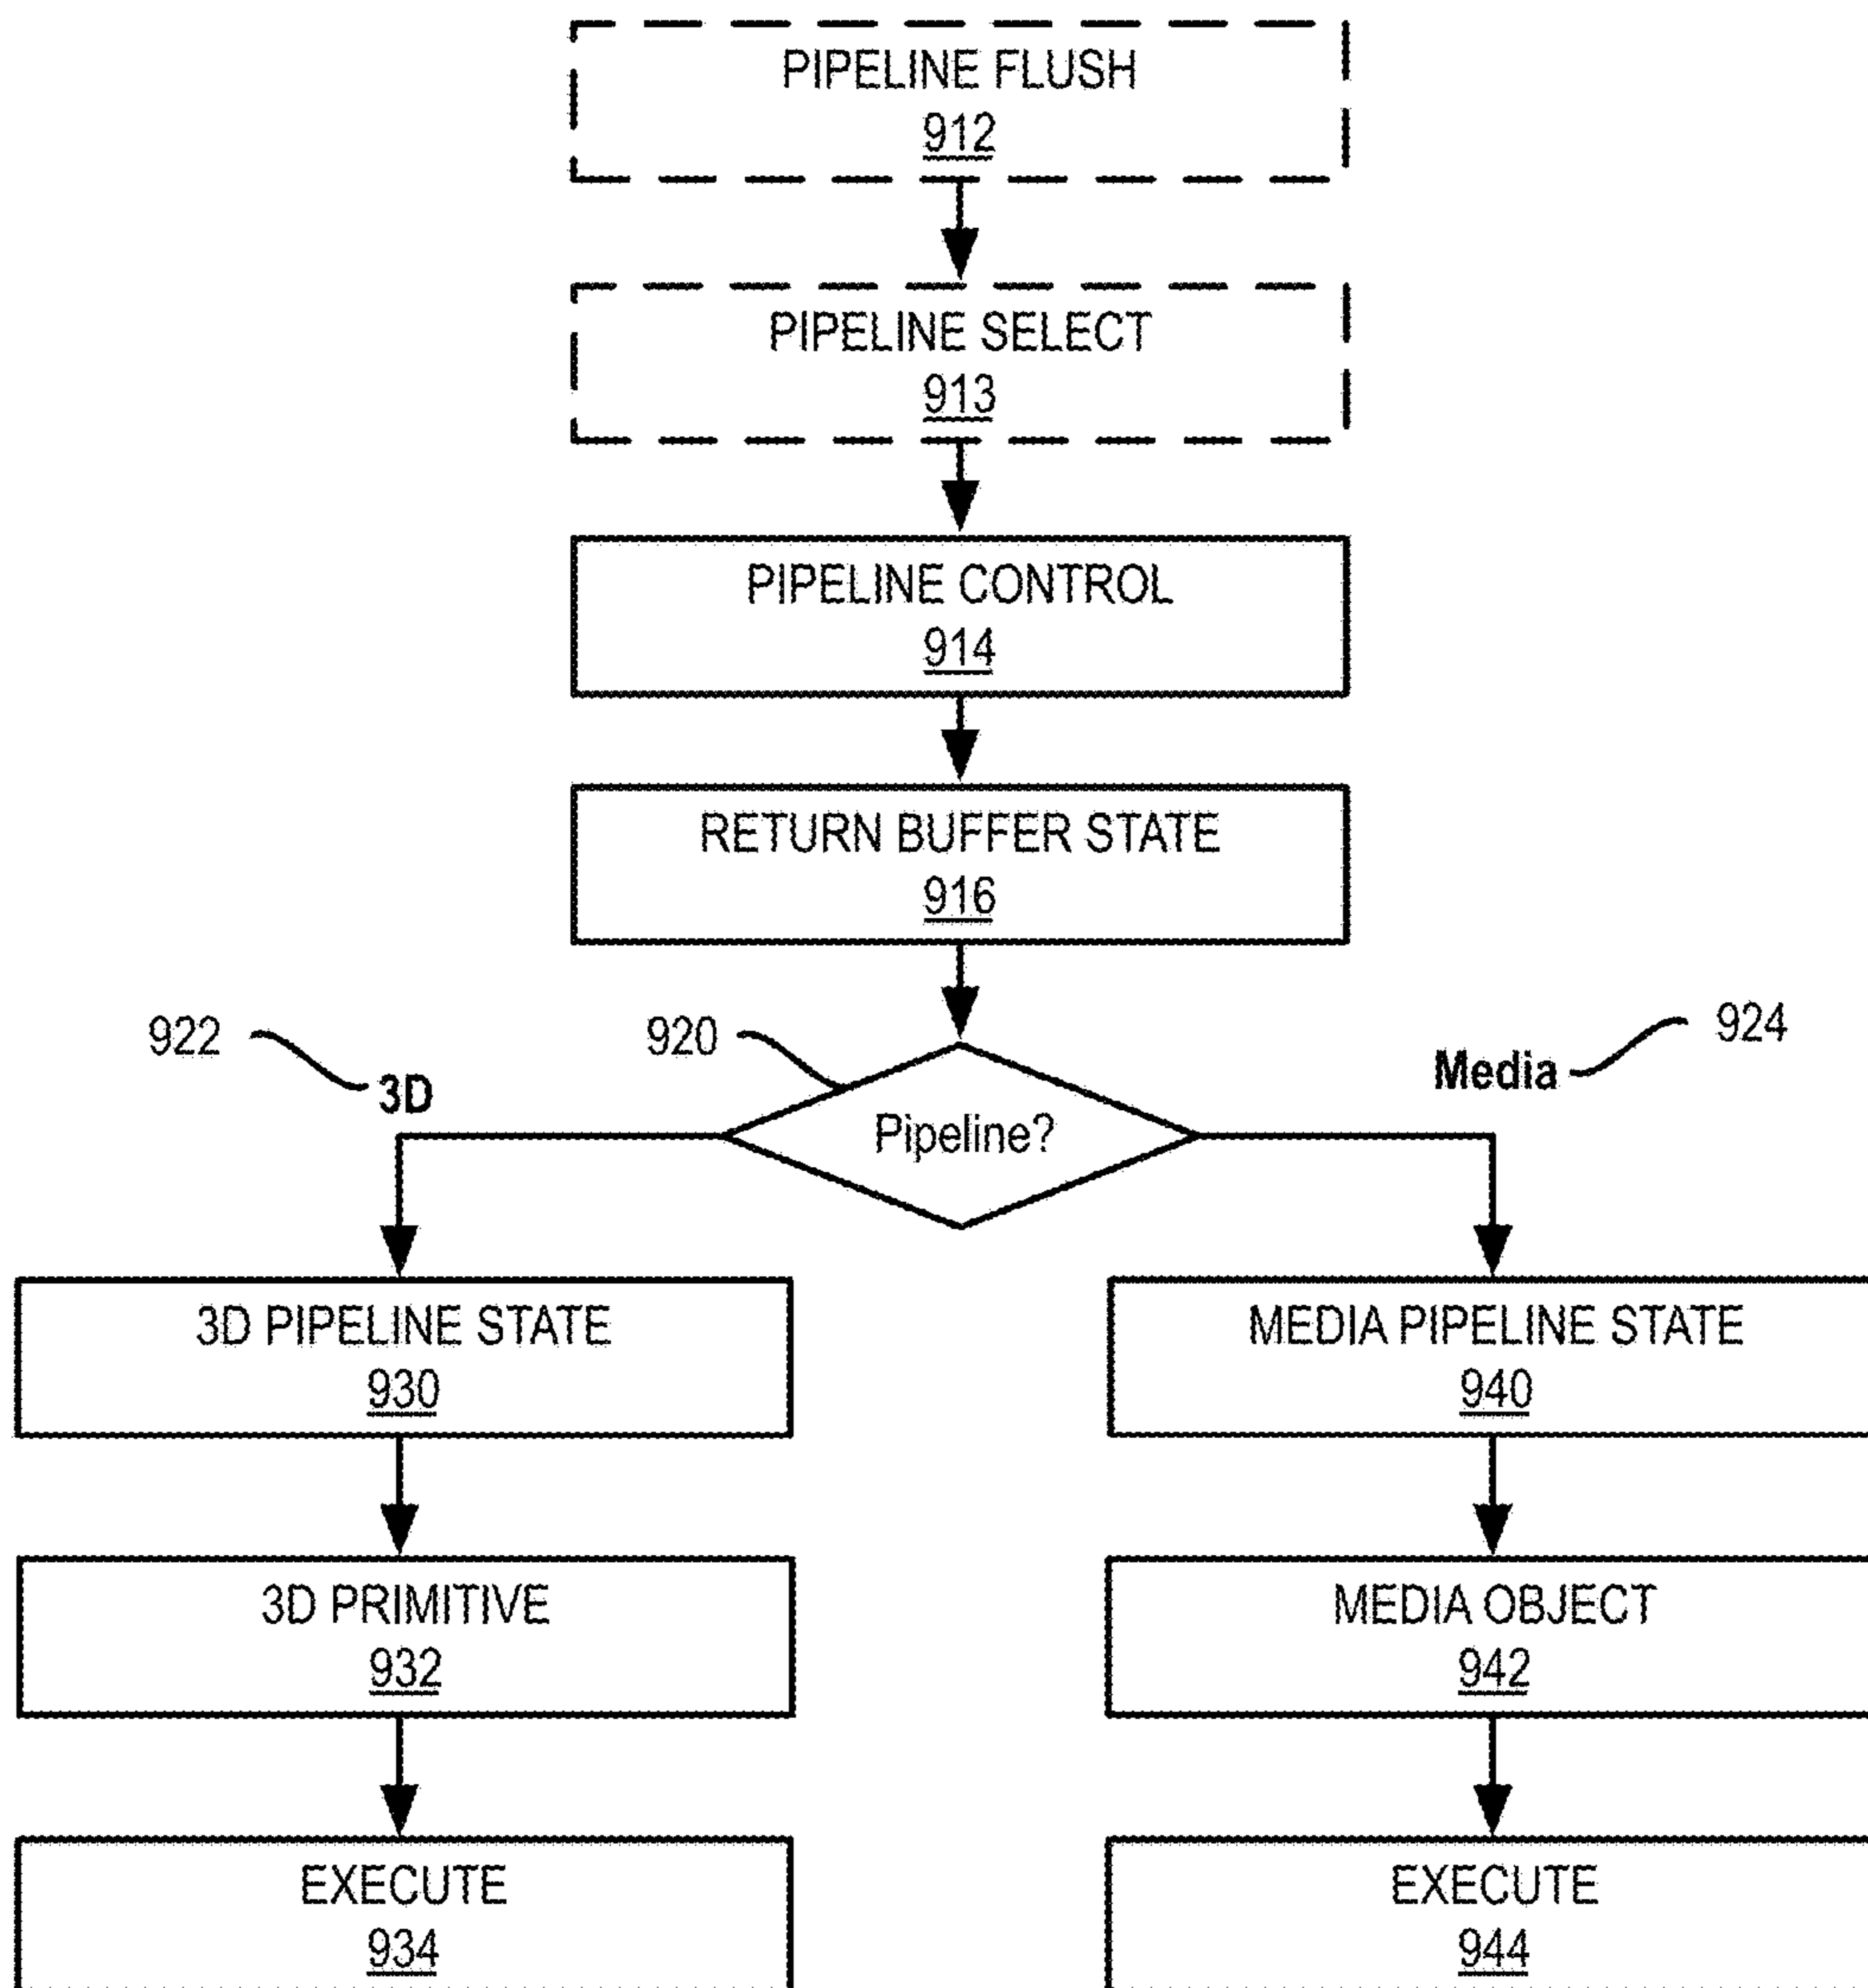 PIPELINE FLUSH
912
PIPELINE SELECT
913
PIPELINE CONTROL
914
RETURN BUFFER STATE
916
922
920
924
3D
Media
Pipeline?
3D PIPELINE STATE
930
MEDIA PIPELINE STATE
940
3D PRIMITIVE
932
MEDIA OBJECT
942
EXECUTE
934
EXECUTE
944